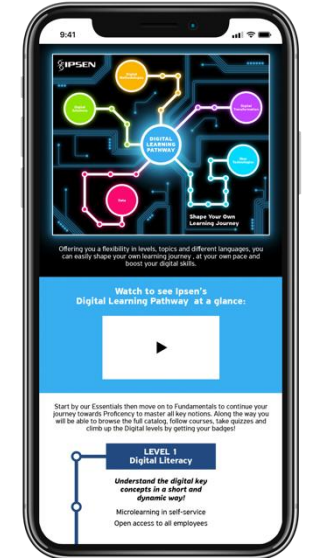 9:41
IPSEN
Digital
Transformation
DIGITAL
LEARNING
PATHWAY
New
Technologies
Data
Shape Your Own
Learning Journey
Offering you a flexibility in levels, topics and different languages, you
can easily shape your own learning journey , at your own pace and
boost your digital skills.
Watch to see Ipsen's
Digital Learning Pathway at a glance:
Start by our Essentials then move on to Fundamentals to continue your
journey towards Proficency to master all key notions. Along the way you
will be able to browse the full catalog, follow courses, take quizzes and
climb up the Digital levels by getting your badges!
LEVEL 1
Digital Literacy
Understand the digital key
concepts in a short and
dynamic way!
Microlearning in self-service
Open access to all employees